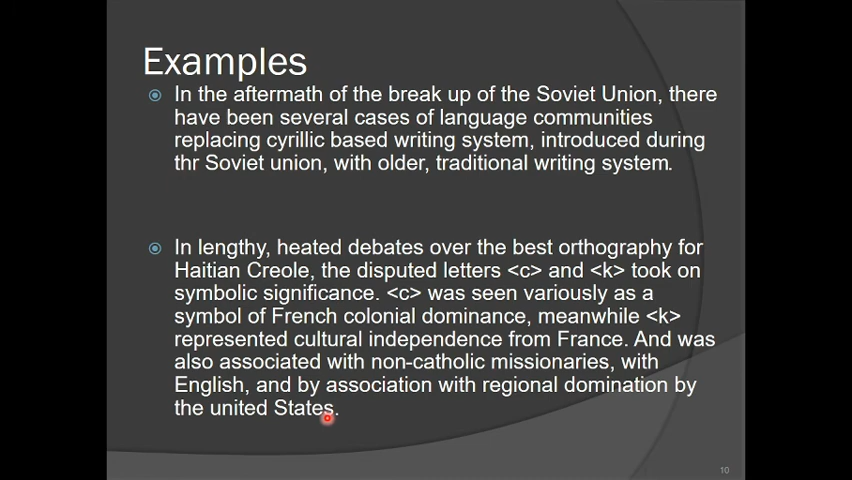 Examples
In the aftermath of the break up of the Soviet Union, there
have been several cases of language communities
replacing cyrillic based writing system, introduced during
thr Soviet union, with older, traditional writing system.
In lengthy, heated debates over the best orthography for
Haitian Creole, the disputed letters <c> and <k> took on
symbolic significance. <c> was seen variously as a
symbol of French colonial dominance, meanwhile <k>
represented cultural independence from France. And was
also associated with non-catholic missionaries, with
English, and by association with regional domination by
the united States.
10